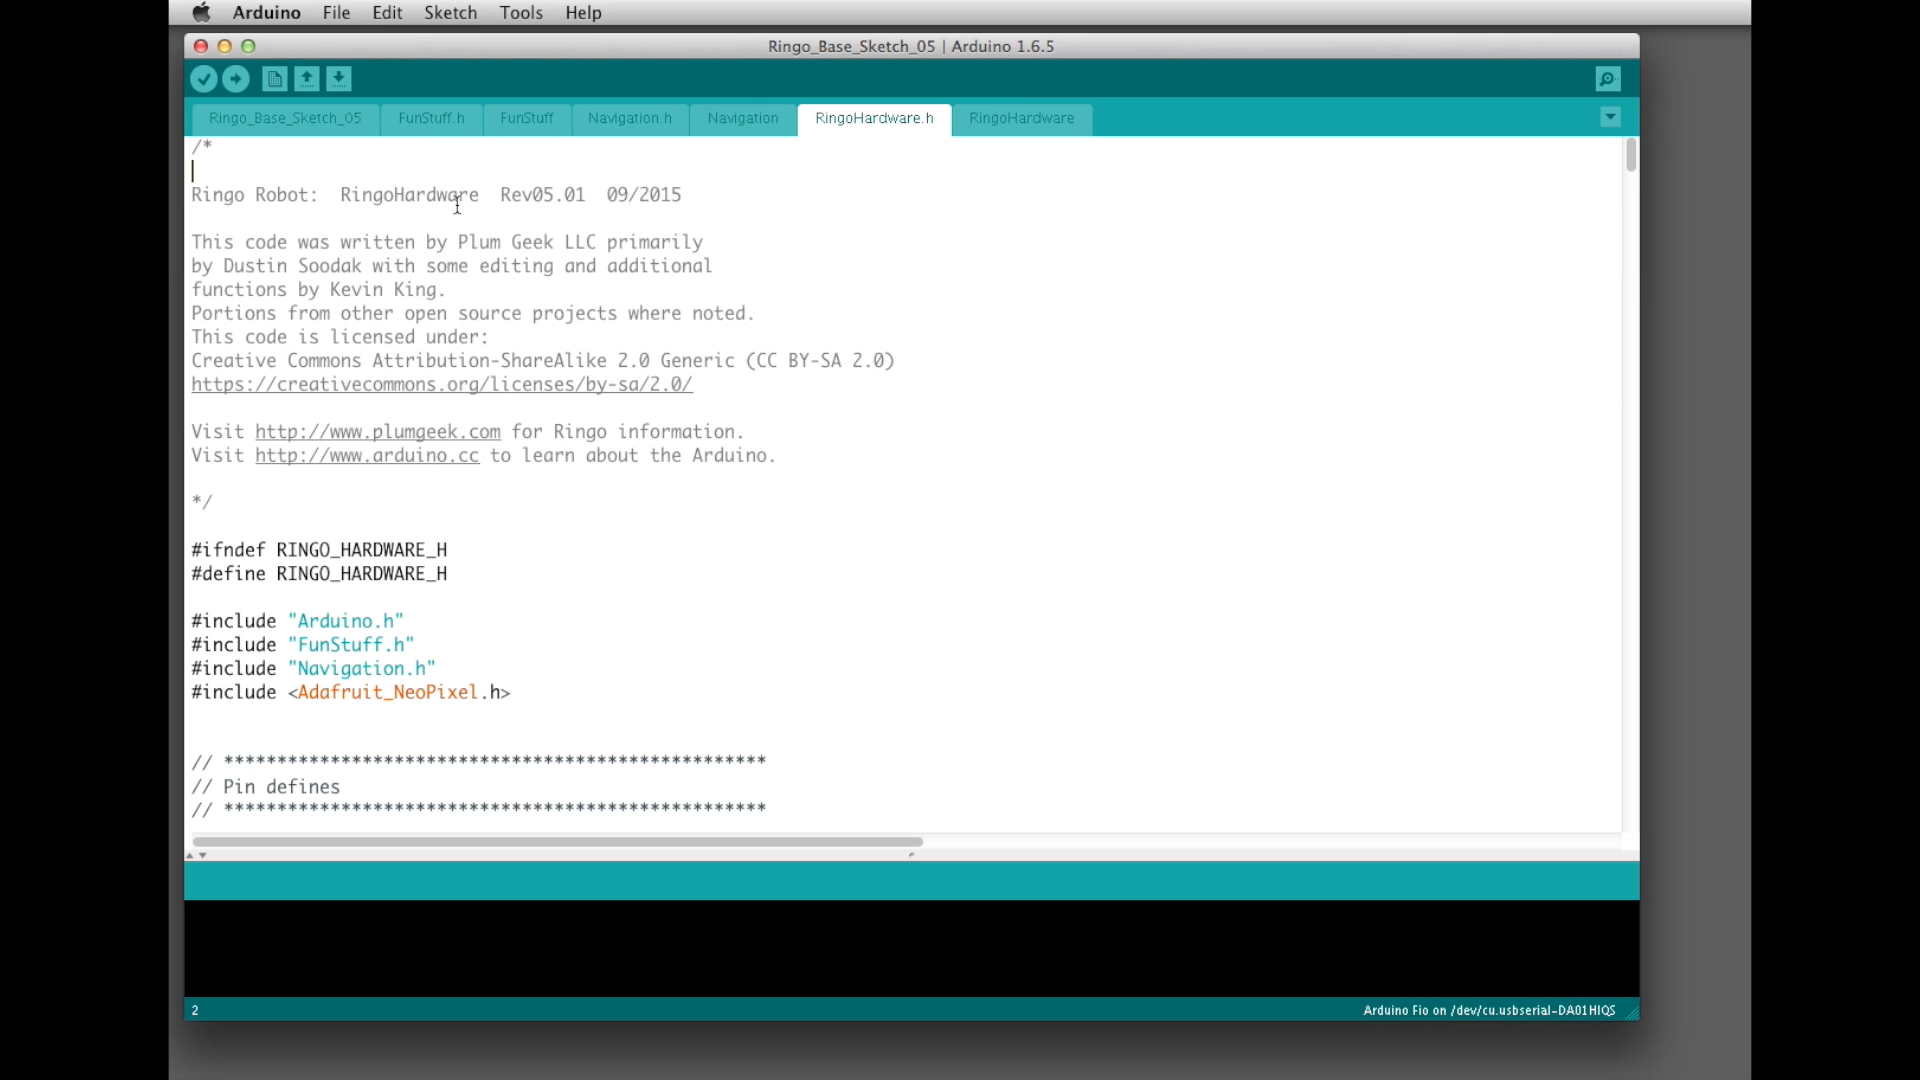 Arduino File Edit Sketch Tools Help
Ringo_Base_Sketch_05 | Arduino 1.6.5
Ringo_Base_Sketch_05 FunStuff.h FunStuff Navigation.h Navigation RingoHardware.h RingoHardware
/*
Ringo Robot:  RingoHardware  Rev05.01  09/2015
This code was written by Plum Geek LLC primarily
by Dustin Soodak with some editing and additional
functions by Kevin King.
Portions from other open source projects where noted.
This code is licensed under:
Creative Commons Attribution-ShareAlike 2.0 Generic (CC BY-SA 2.0)
https://creativecommons.org/licenses/by-sa/2.0/
Visit http://www.plumgeek.com for Ringo information.
Visit http://www.arduino.cc to learn about the Arduino.
*/
#ifndef RINGO_HARDWARE_H
#define RINGO_HARDWARE_H
#include "Arduino.h"
#include "FunStuff.h"
#include "Navigation.h"
#include <Adafruit_NeoPixel.h>
// ***************************************************
// Pin defines
// ***************************************************
2 Arduino Fio on /dev/cu.usbserial-DA01HIQS